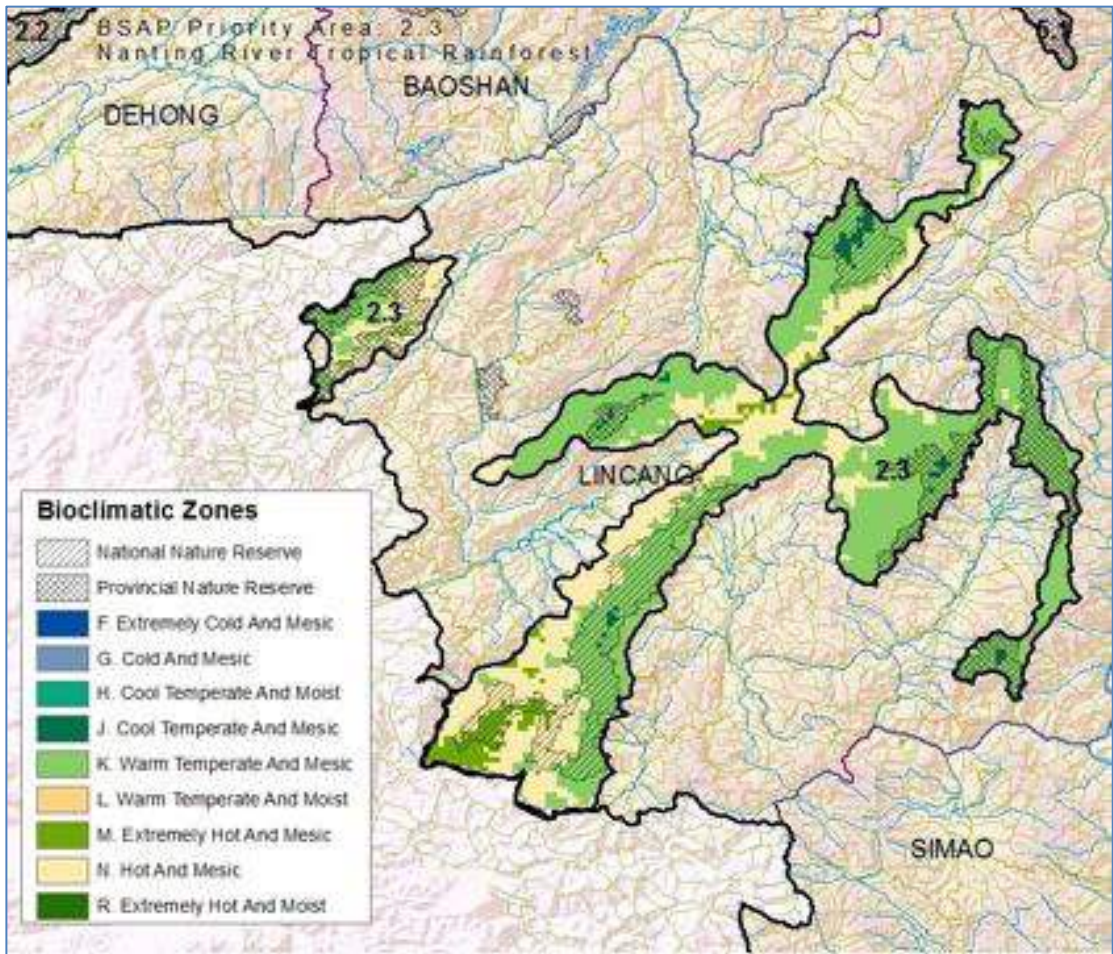 2.2
BSAP Priority Area: 2.3
Nanting River Tropical Rainforest
BAOSHAN
DEHONG
2.3
LINCANG
2.3
Bioclimatic Zones
National Nature Reserve
Provincial Nature Reserve
F. Extremely Cold And Mesic
G. Cold And Mesic
H. Cool Temperate And Moist
J. Cool Temperate And Mesic
K. Warm Temperate And Mesic
L. Warm Temperate And Moist
M. Extremely Hot And Mesic
N. Hot And Mesic
R. Extremely Hot And Moist
SIMAO